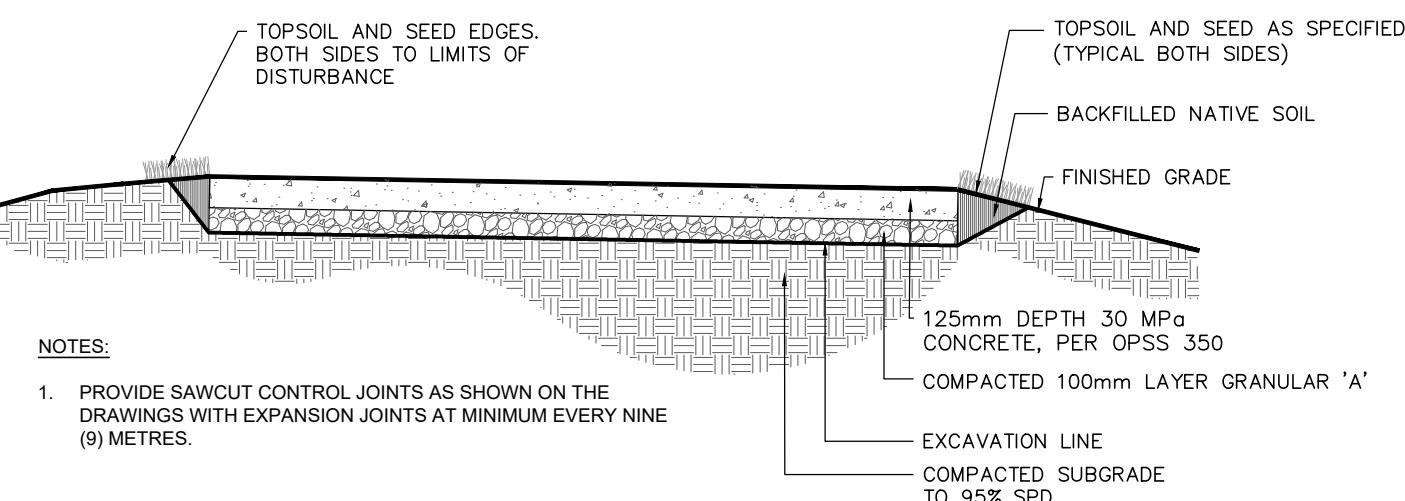 TOPSOIL AND SEED EDGES.
BOTH SIDES TO LIMITS OF
DISTURBANCE
TOPSOIL AND SEED AS SPECIFIED
(TYPICAL BOTH SIDES)
BACKFILLED NATIVE SOIL
FINISHED GRADE
125mm DEPTH 30 MPa
CONCRETE, PER OPSS 350
COMPACTED 100mm LAYER GRANULAR 'A'
EXCAVATION LINE
COMPACTED SUBGRADE
TO 95% SPD
NOTES:
1. PROVIDE SAWCUT CONTROL JOINTS AS SHOWN ON THE
DRAWINGS WITH EXPANSION JOINTS AT MINIMUM EVERY NINE
(9) METRES.